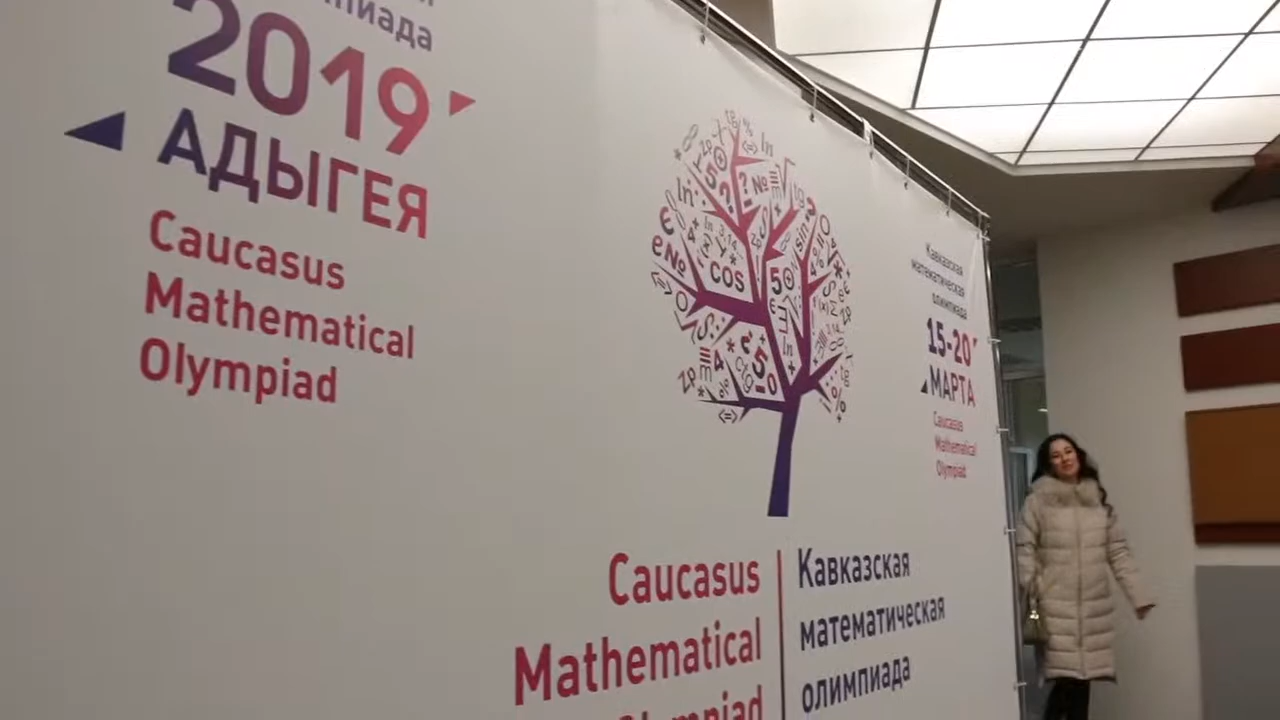 2019
АДЫГЕЯ
Caucasus
Mathematical
Olympiad
cos
Caucasus
Mathematical
Кавказская
математическая
олимпиада
Кавказская
математическая
олимпиада
15-20
МАРТА
Caucasus
Mathematical
Olympiad